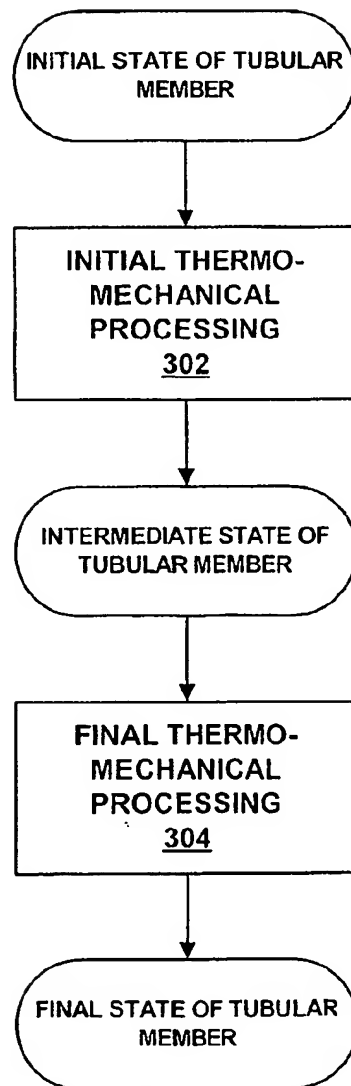 INITIAL STATE OF TUBULAR
MEMBER
INITIAL THERMO-
MECHANICAL
PROCESSING
302
INTERMEDIATE STATE OF
TUBULAR MEMBER
FINAL THERMO-
MECHANICAL
PROCESSING
304
FINAL STATE OF TUBULAR
MEMBER